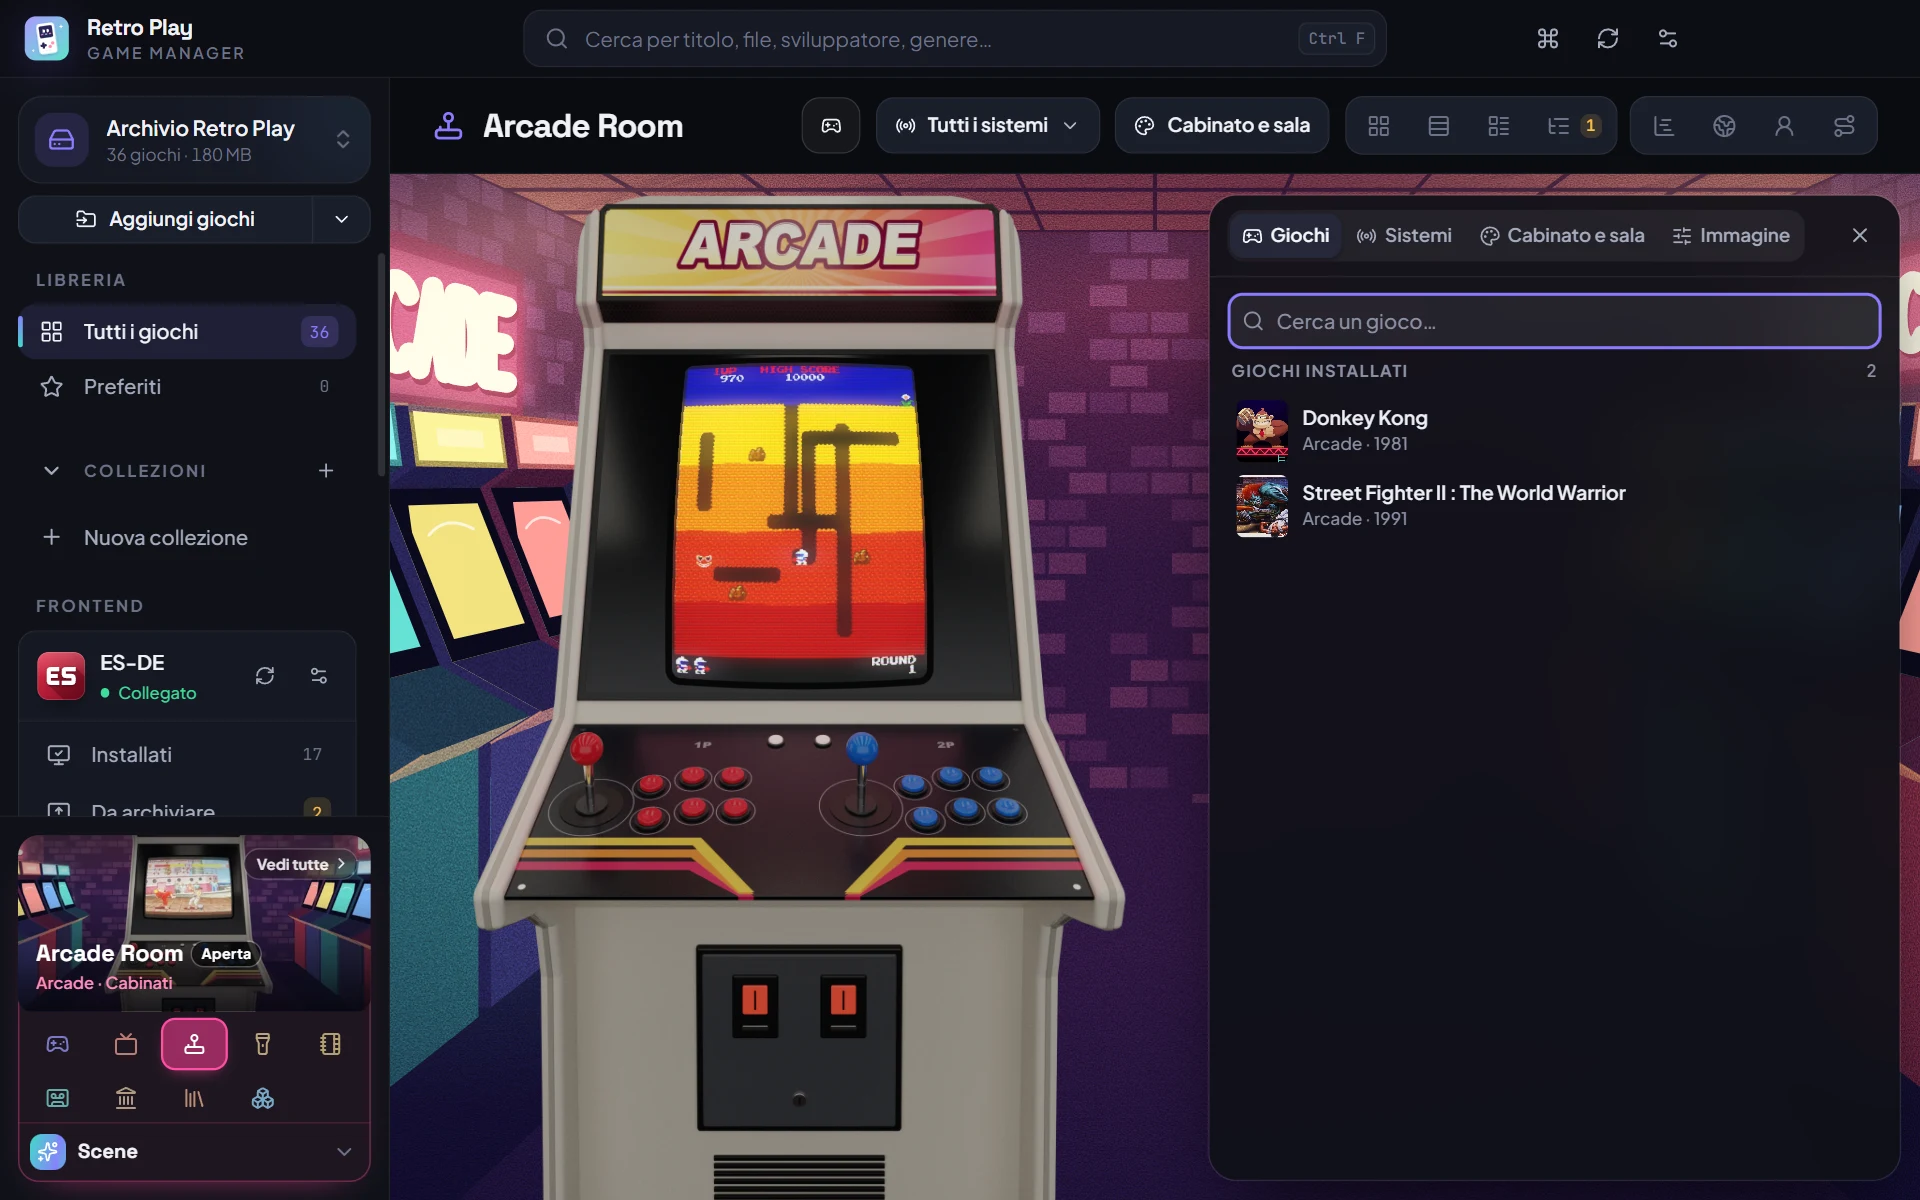 Retro Play
GAME MANAGER
Cerca per titolo, file, sviluppatore, genere…
Ctrl F
Archivio Retro Play
36 giochi · 180 MB
Aggiungi giochi
LIBRERIA
Tutti i giochi
36
Preferiti
0
COLLEZIONI
Nuova collezione
FRONTEND
ES
ES-DE
Collegato
Installati
17
Da archiviare
2
Vedi tutte
Arcade Room
Aperta
Arcade · Cabinati
Scene
Arcade Room
Tutti i sistemi
Cabinato e sala
1
CADE
ARCADE
1UP HIGH SCORE
970 10000
ROUND
1
1P
2P
Giochi
Sistemi
Cabinato e sala
Immagine
Cerca un gioco…
GIOCHI INSTALLATI
2
Donkey Kong
Arcade · 1981
Street Fighter II : The World Warrior
Arcade · 1991